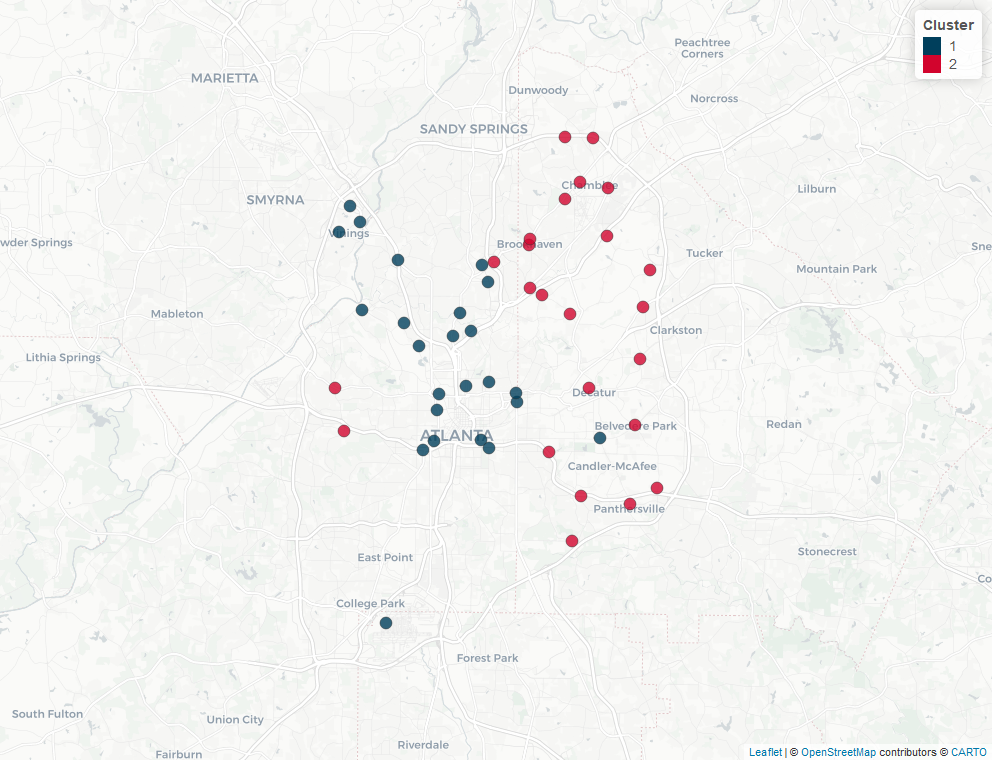 Cluster
1
2
Peachtree
Corners
MARIETTA
Dunwoody
Norcross
SANDY SPRINGS
Chamblee
Lilburn
SMYRNA
Vinings
wder Springs
Brookhaven
Sne
Tucker
Mountain Park
Mableton
Clarkston
Lithia Springs
Decatur
ATLANTA
Belvedere Park
Redan
Candler-McAfee
Panthersville
East Point
Stonecrest
Co
College Park
Forest Park
South Fulton
Union City
Riverdale
Fairburn
Leaflet | © OpenStreetMap contributors © CARTO